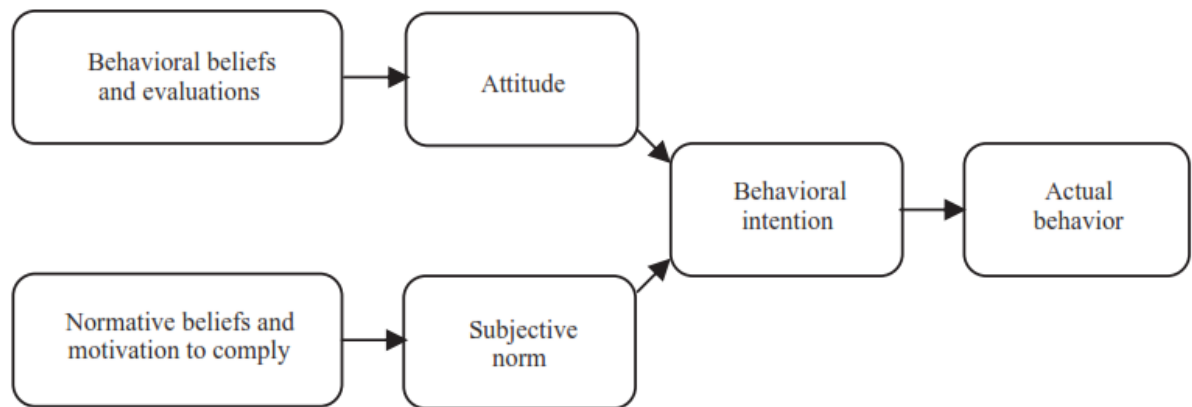 Behavioral beliefs
and evaluations
Attitude
Behavioral
intention
Actual
behavior
Normative beliefs and
motivation to comply
Subjective
norm